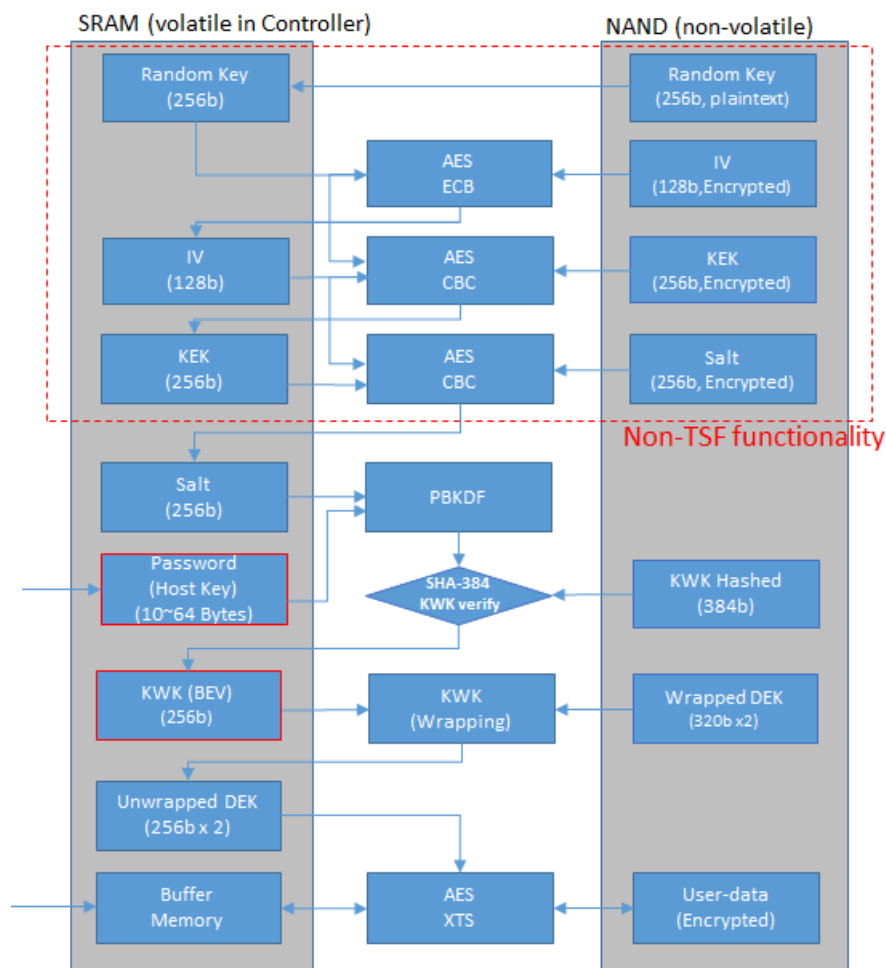 SRAM (volatile in Controller)
NAND (non-volatile)
Random Key
(256b)
Random Key
(256b, plaintext)
AES
ECB
IV
(128b,Encrypted)
IV
(128b)
AES
CBC
KEK
(256b,Encrypted)
KEK
(256b)
AES
CBC
Salt
(256b, Encrypted)
Non-TSF functionality
Salt
(256b)
PBKDF
Password
(Host Key)
(10~64 Bytes)
SHA-384
KWK verify
KWK Hashed
(384b)
KWK (BEV)
(256b)
KWK
(Wrapping)
Wrapped DEK
(320b x2)
Unwrapped DEK
(256b x 2)
Buffer
Memory
AES
XTS
User-data
(Encrypted)